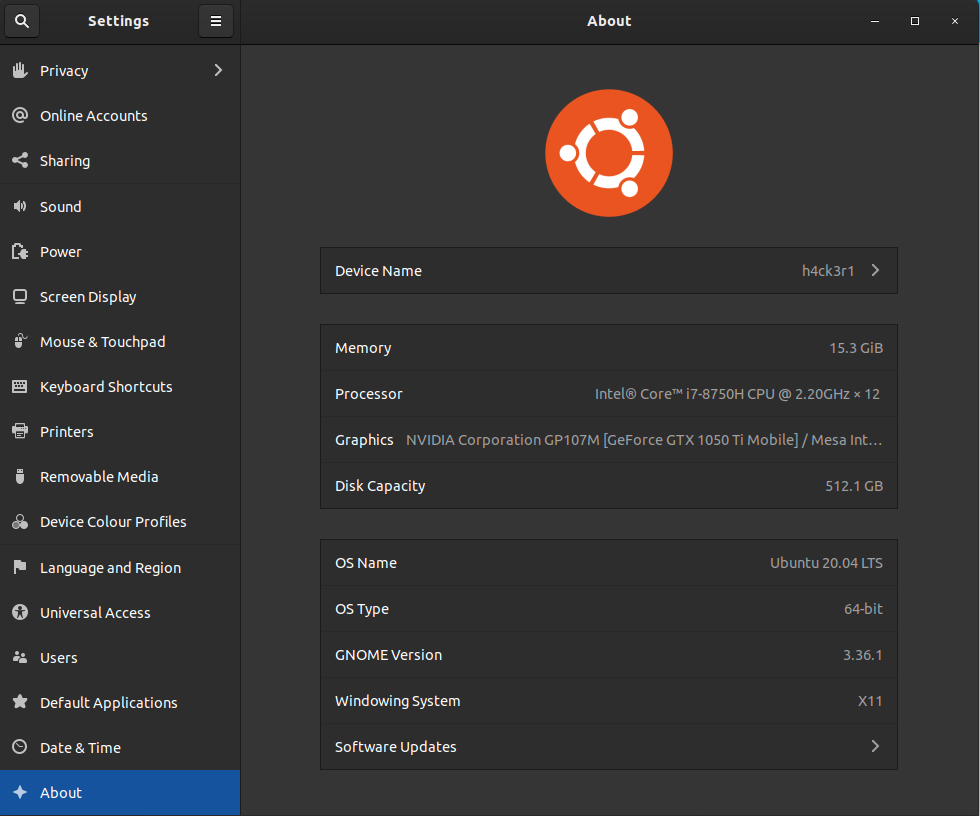 Settings
About
Privacy
Online Accounts
Sharing
Sound
Power
Screen Display
Mouse & Touchpad
Keyboard Shortcuts
Printers
Removable Media
Device Colour Profiles
Language and Region
Universal Access
Users
Default Applications
Date & Time
About
Device Name h4ck3r1
Memory 15.3 GiB
Processor Intel® Core™ i7-8750H CPU @ 2.20GHz × 12
Graphics NVIDIA Corporation GP107M [GeForce GTX 1050 Ti Mobile] / Mesa Int…
Disk Capacity 512.1 GB
OS Name Ubuntu 20.04 LTS
OS Type 64-bit
GNOME Version 3.36.1
Windowing System X11
Software Updates